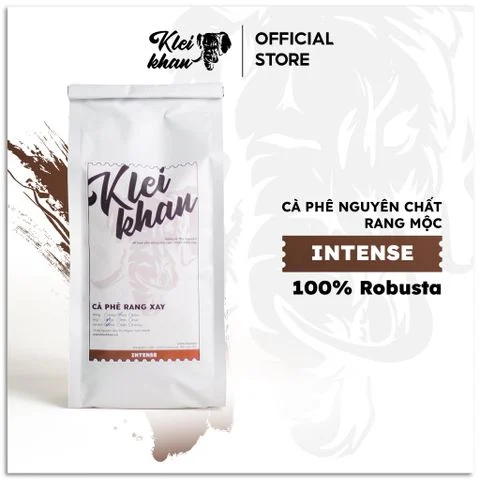 Klei
khan
OFFICIAL
STORE
CÀ PHÊ NGUYÊN CHẤT
RANG MỘC
INTENSE
100% Robusta
Klei
khan
CÀ PHÊ RANG XAY
INTENSE